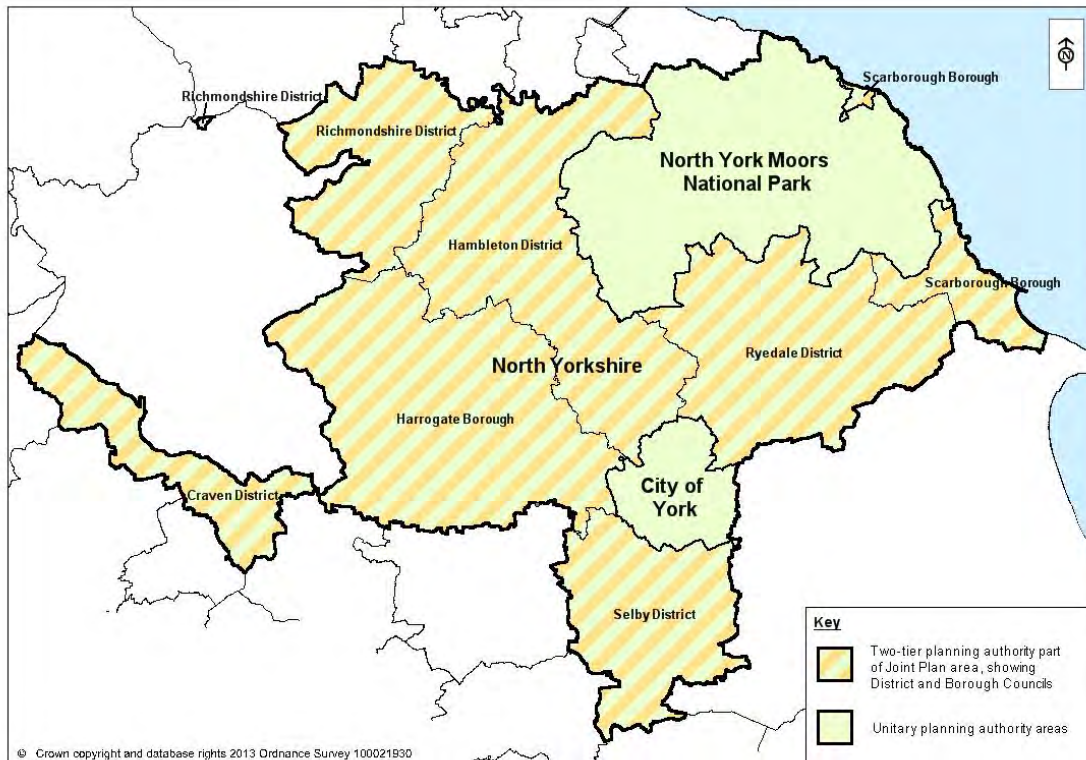 Scarborough Borough
Richmondshire District
Richmondshire District
North York Moors
National Park
Hambleton District
Scarborough Borough
North Yorkshire
Ryedale District
Harrogate Borough
City of
York
Craven District
Selby District
Key
Two-tier planning authority part
of Joint Plan area, showing
District and Borough Councils
Unitary planning authority areas
© Crown copyright and database rights 2013 Ordnance Survey 100021930